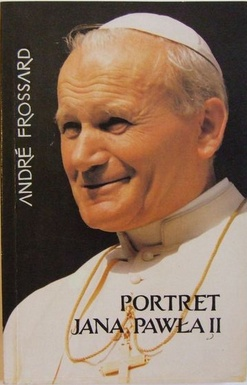 ANDRÉ FROSSARD
PORTRET
JANA PAWŁA II